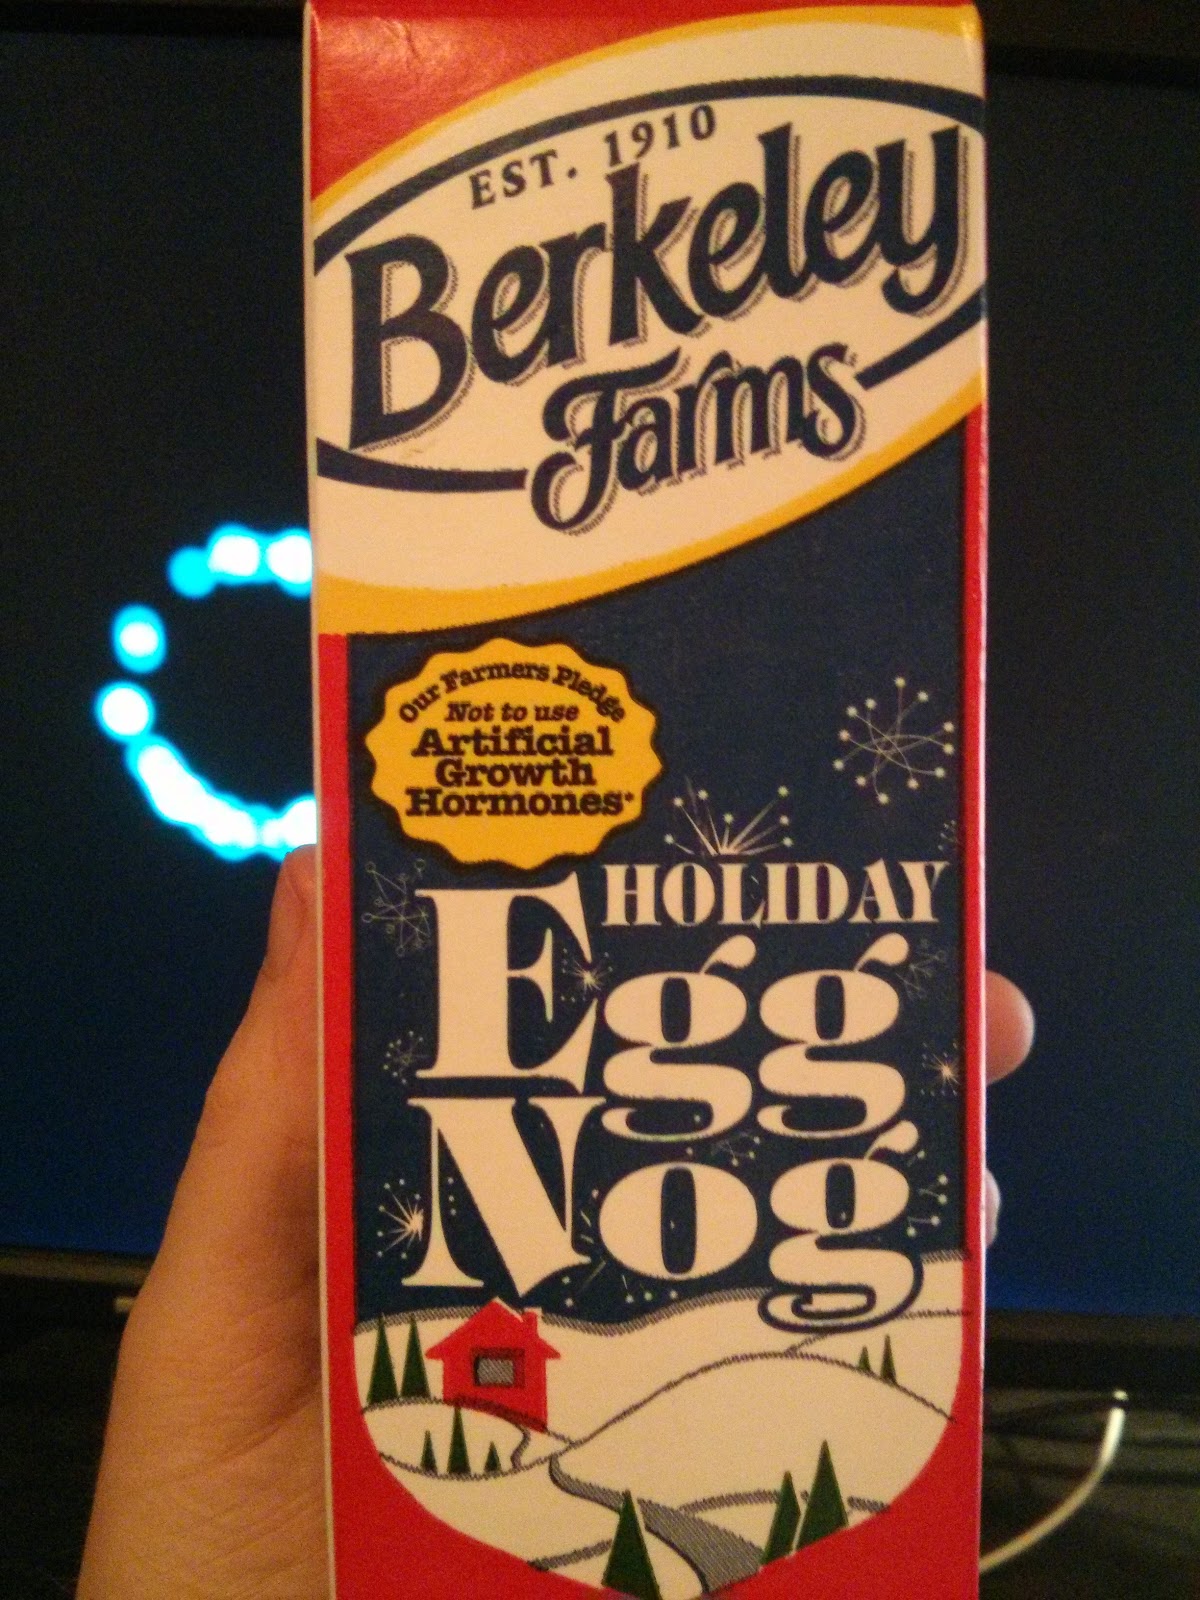 EST. 1910
Berkeley
Farms
Our Farmers Pledge
Not to use
Artificial
Growth
Hormones*
HOLIDAY
Egg
Nog